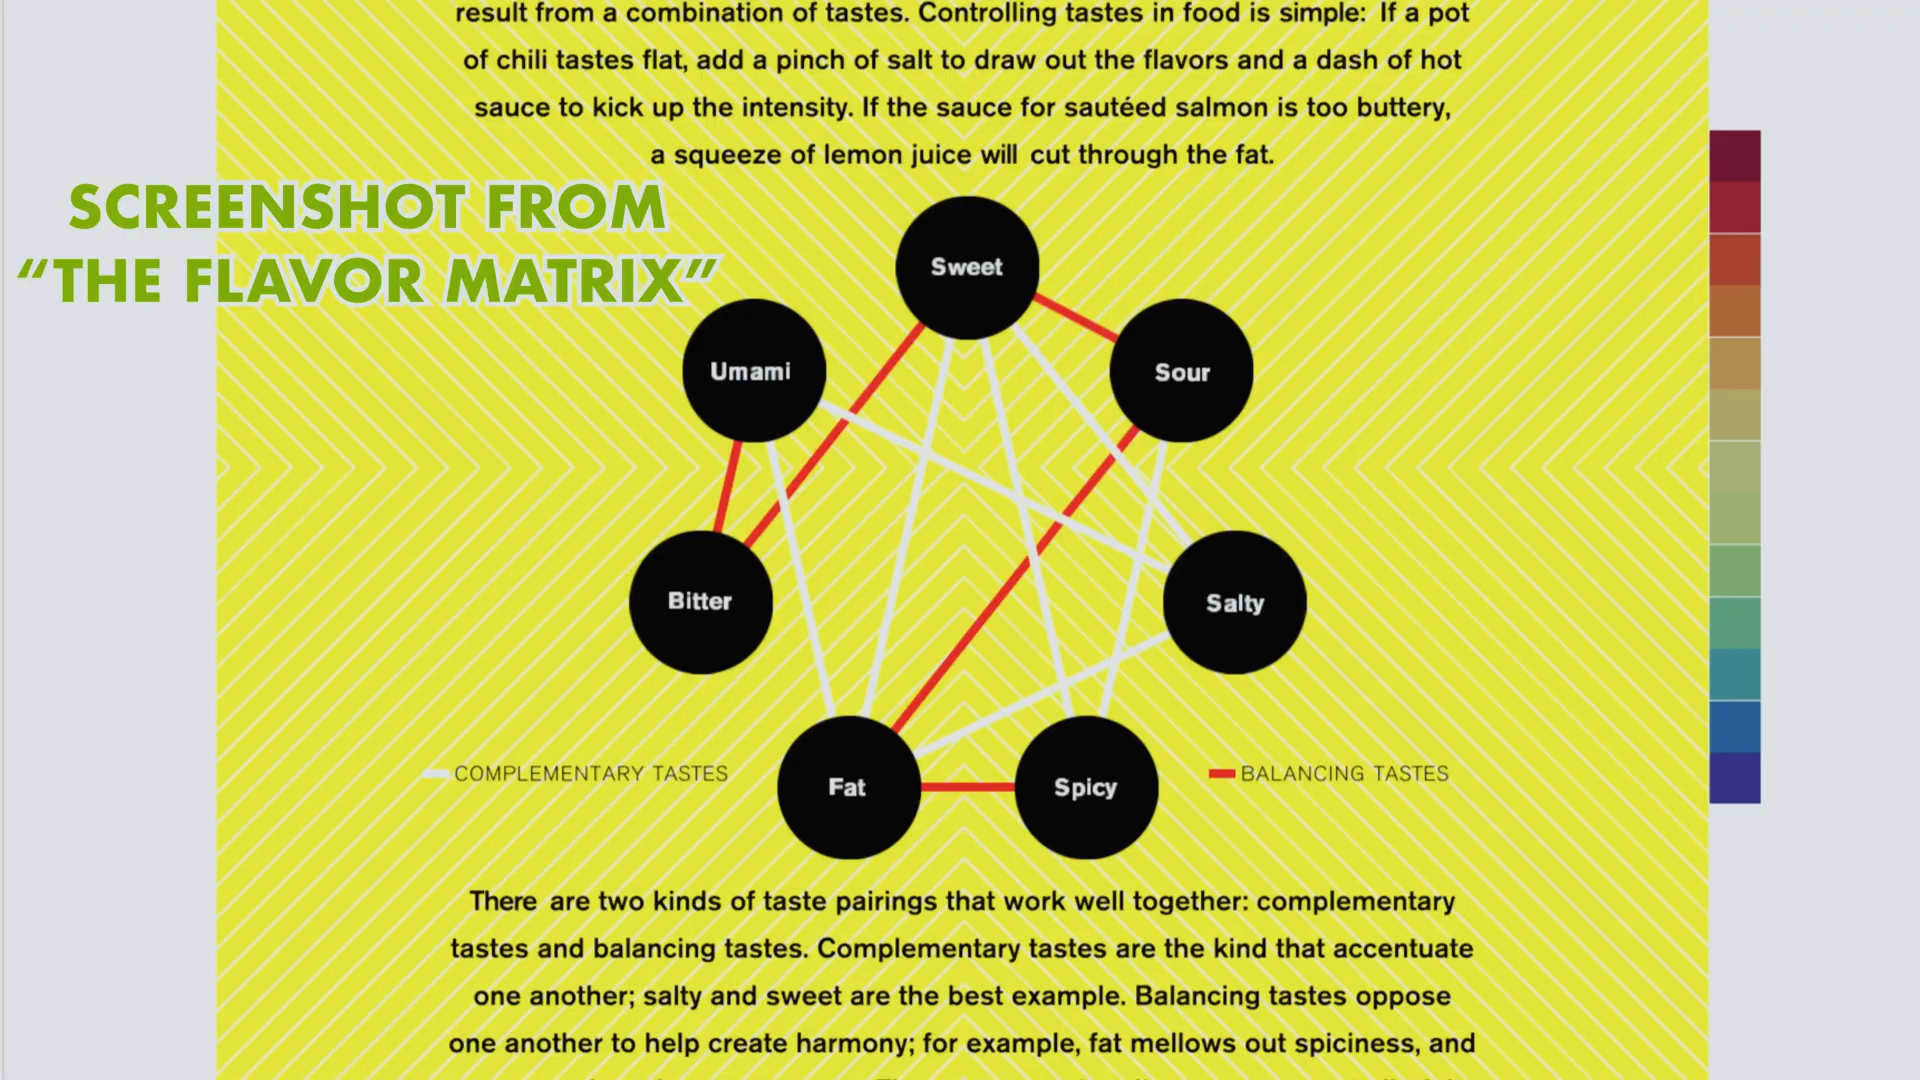 result from a combination of tastes. Controlling tastes in food is simple: If a pot
of chili tastes flat, add a pinch of salt to draw out the flavors and a dash of hot
sauce to kick up the intensity. If the sauce for sautéed salmon is too buttery,
a squeeze of lemon juice will cut through the fat.
SCREENSHOT FROM
“THE FLAVOR MATRIX”
Sweet
Umami
Sour
Bitter
Salty
Fat
Spicy
COMPLEMENTARY TASTES
BALANCING TASTES
There are two kinds of taste pairings that work well together: complementary
tastes and balancing tastes. Complementary tastes are the kind that accentuate
one another; salty and sweet are the best example. Balancing tastes oppose
one another to help create harmony; for example, fat mellows out spiciness, and